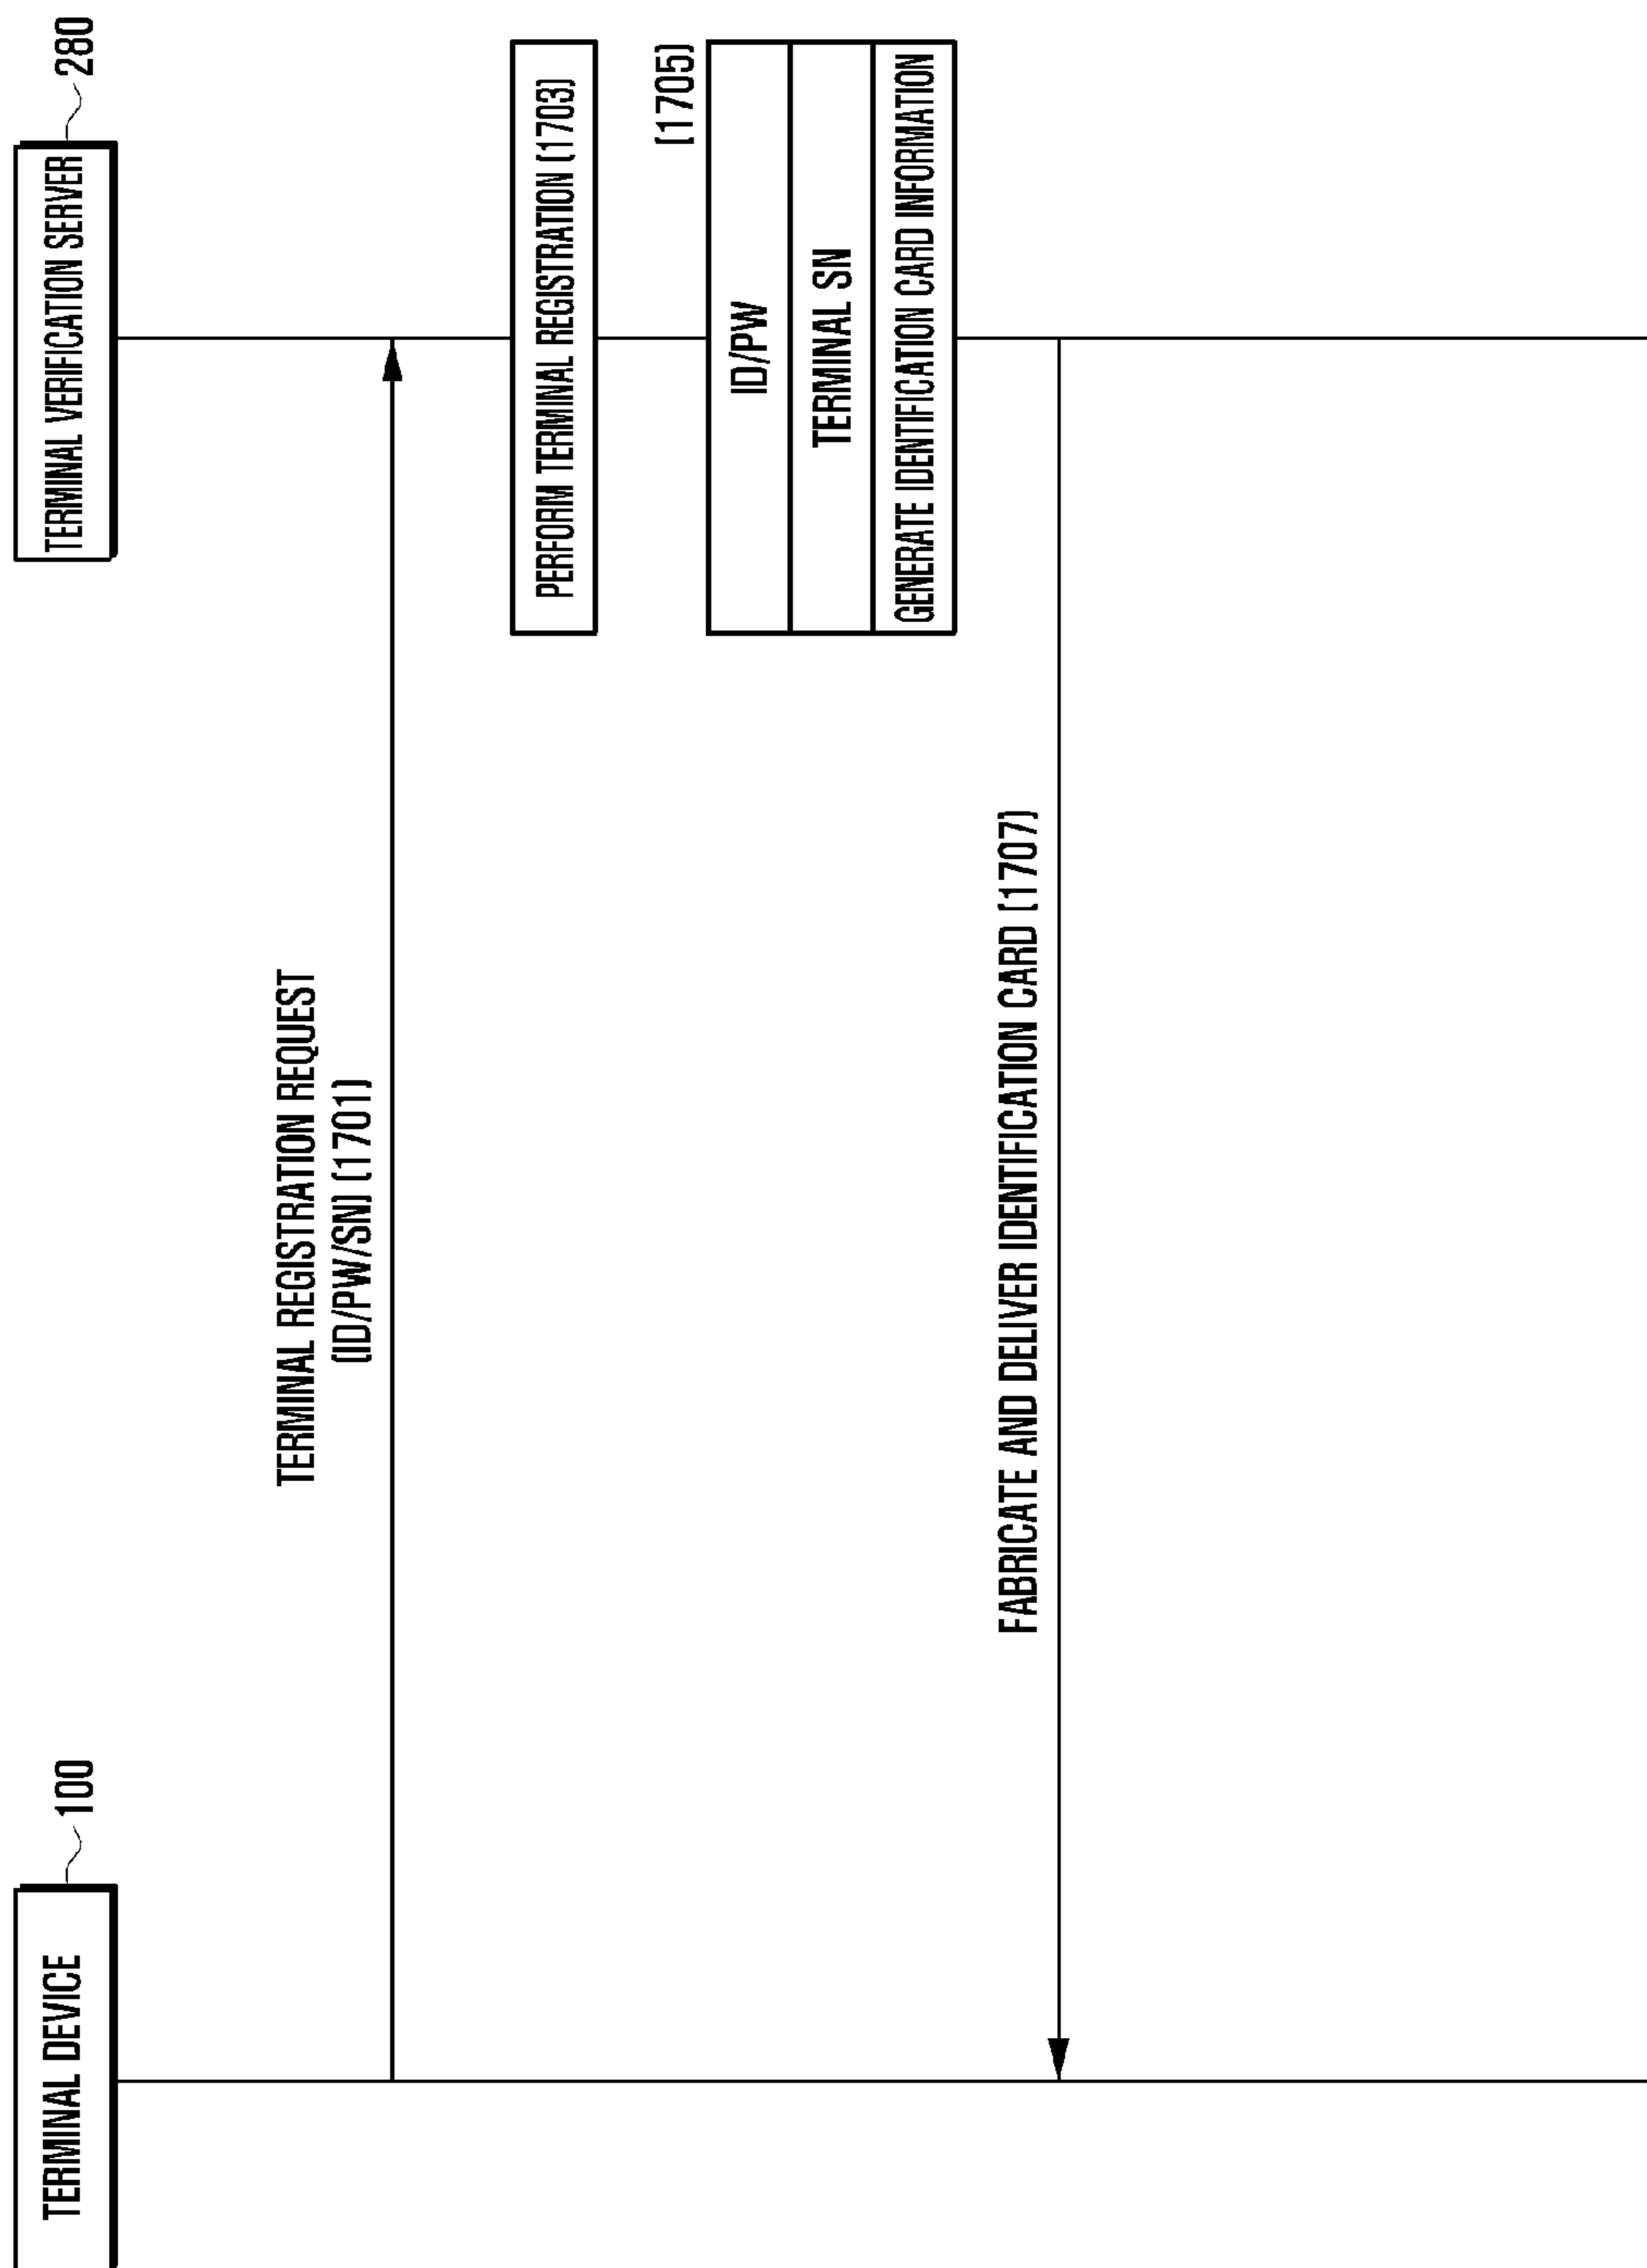 TERMINAL DEVICE
100
TERMINAL VERIFICATION SERVER
280
TERMINAL REGISTRATION REQUEST
(ID/PW/SN) (1701)
PERFORM TERMINAL REGISTRATION (1703)
(1705)
ID/PW
TERMINAL SN
GENERATE IDENTIFICATION CARD INFORMATION
FABRICATE AND DELIVER IDENTIFICATION CARD (1707)